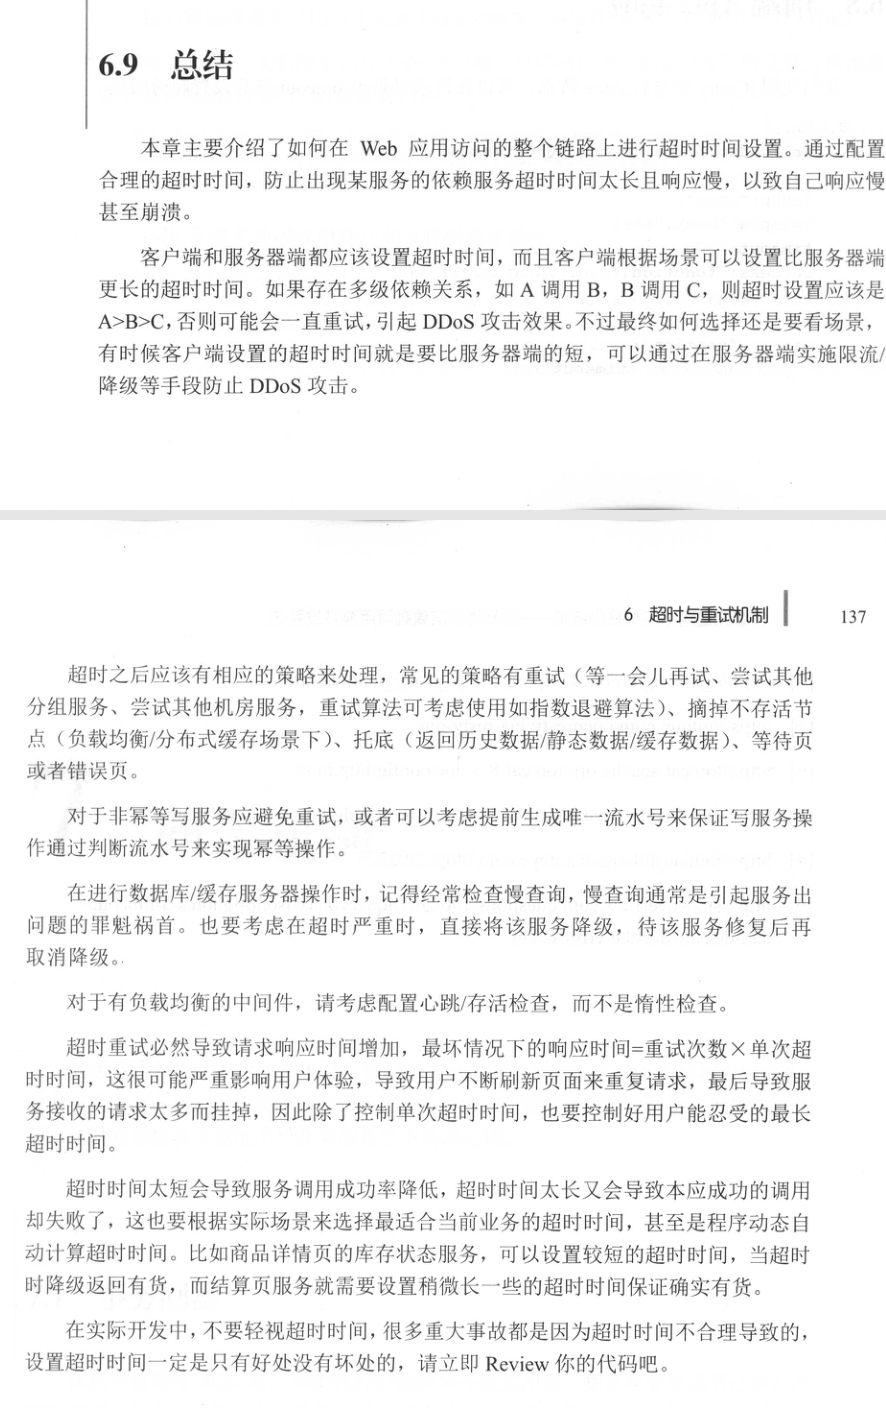 6.9 总结
本章主要介绍了如何在 Web 应用访问的整个链路上进行超时时间设置。通过配置
合理的超时时间，防止出现某服务的依赖服务超时时间太长且响应慢，以致自己响应慢
甚至崩溃。
客户端和服务器端都应该设置超时时间，而且客户端根据场景可以设置比服务器端
更长的超时时间。如果存在多级依赖关系，如 A 调用 B，B 调用 C，则超时设置应该是
A>B>C，否则可能会一直重试，引起 DDoS 攻击效果。不过最终如何选择还是要看场景，
有时候客户端设置的超时时间就是要比服务器端的短，可以通过在服务器端实施限流/
降级等手段防止 DDoS 攻击。
6 超时与重试机制 137
超时之后应该有相应的策略来处理，常见的策略有重试（等一会儿再试、尝试其他
分组服务、尝试其他机房服务，重试算法可考虑使用如指数退避算法）、摘掉不存活节
点（负载均衡/分布式缓存场景下）、托底（返回历史数据/静态数据/缓存数据）、等待页
或者错误页。
对于非幂等写服务应避免重试，或者可以考虑提前生成唯一流水号来保证写服务操
作通过判断流水号来实现幂等操作。
在进行数据库/缓存服务器操作时，记得经常检查慢查询，慢查询通常是引起服务出
问题的罪魁祸首。也要考虑在超时严重时，直接将该服务降级，待该服务修复后再
取消降级。
对于有负载均衡的中间件，请考虑配置心跳/存活检查，而不是惰性检查。
超时重试必然导致请求响应时间增加，最坏情况下的响应时间=重试次数×单次超
时时间，这很可能严重影响用户体验，导致用户不断刷新页面来重复请求，最后导致服
务接收的请求太多而挂掉，因此除了控制单次超时时间，也要控制好用户能忍受的最长
超时时间。
超时时间太短会导致服务调用成功率降低，超时时间太长又会导致本应成功的调用
却失败了，这也要根据实际场景来选择最适合当前业务的超时时间，甚至是程序动态自
动计算超时时间。比如商品详情页的库存状态服务，可以设置较短的超时时间，当超时
时降级返回有货，而结算页服务就需要设置稍微长一些的超时时间保证确实有货。
在实际开发中，不要轻视超时时间，很多重大事故都是因为超时时间不合理导致的，
设置超时时间一定是只有好处没有坏处的，请立即 Review 你的代码吧。